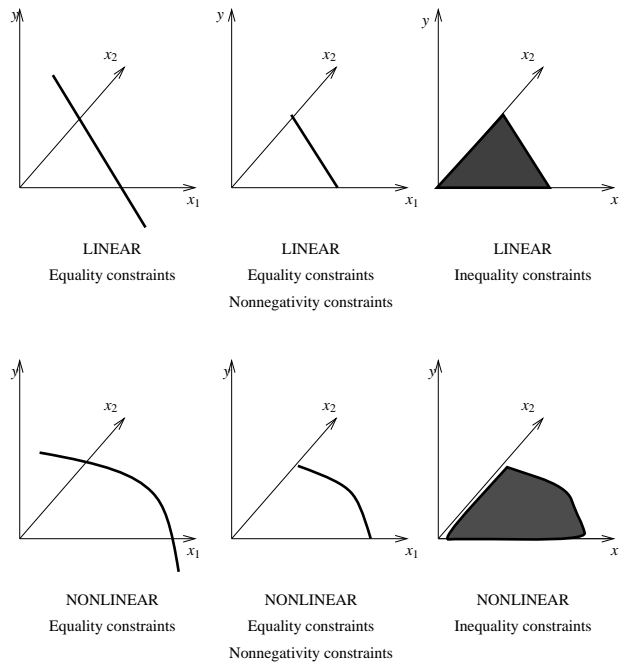 y
x2
x1
LINEAR
Equality constraints
y
x2
x1
LINEAR
Equality constraints
Nonnegativity constraints
y
x2
x
LINEAR
Inequality constraints
y
x2
x1
NONLINEAR
Equality constraints
y
x2
x1
NONLINEAR
Equality constraints
Nonnegativity constraints
y
x2
x
NONLINEAR
Inequality constraints